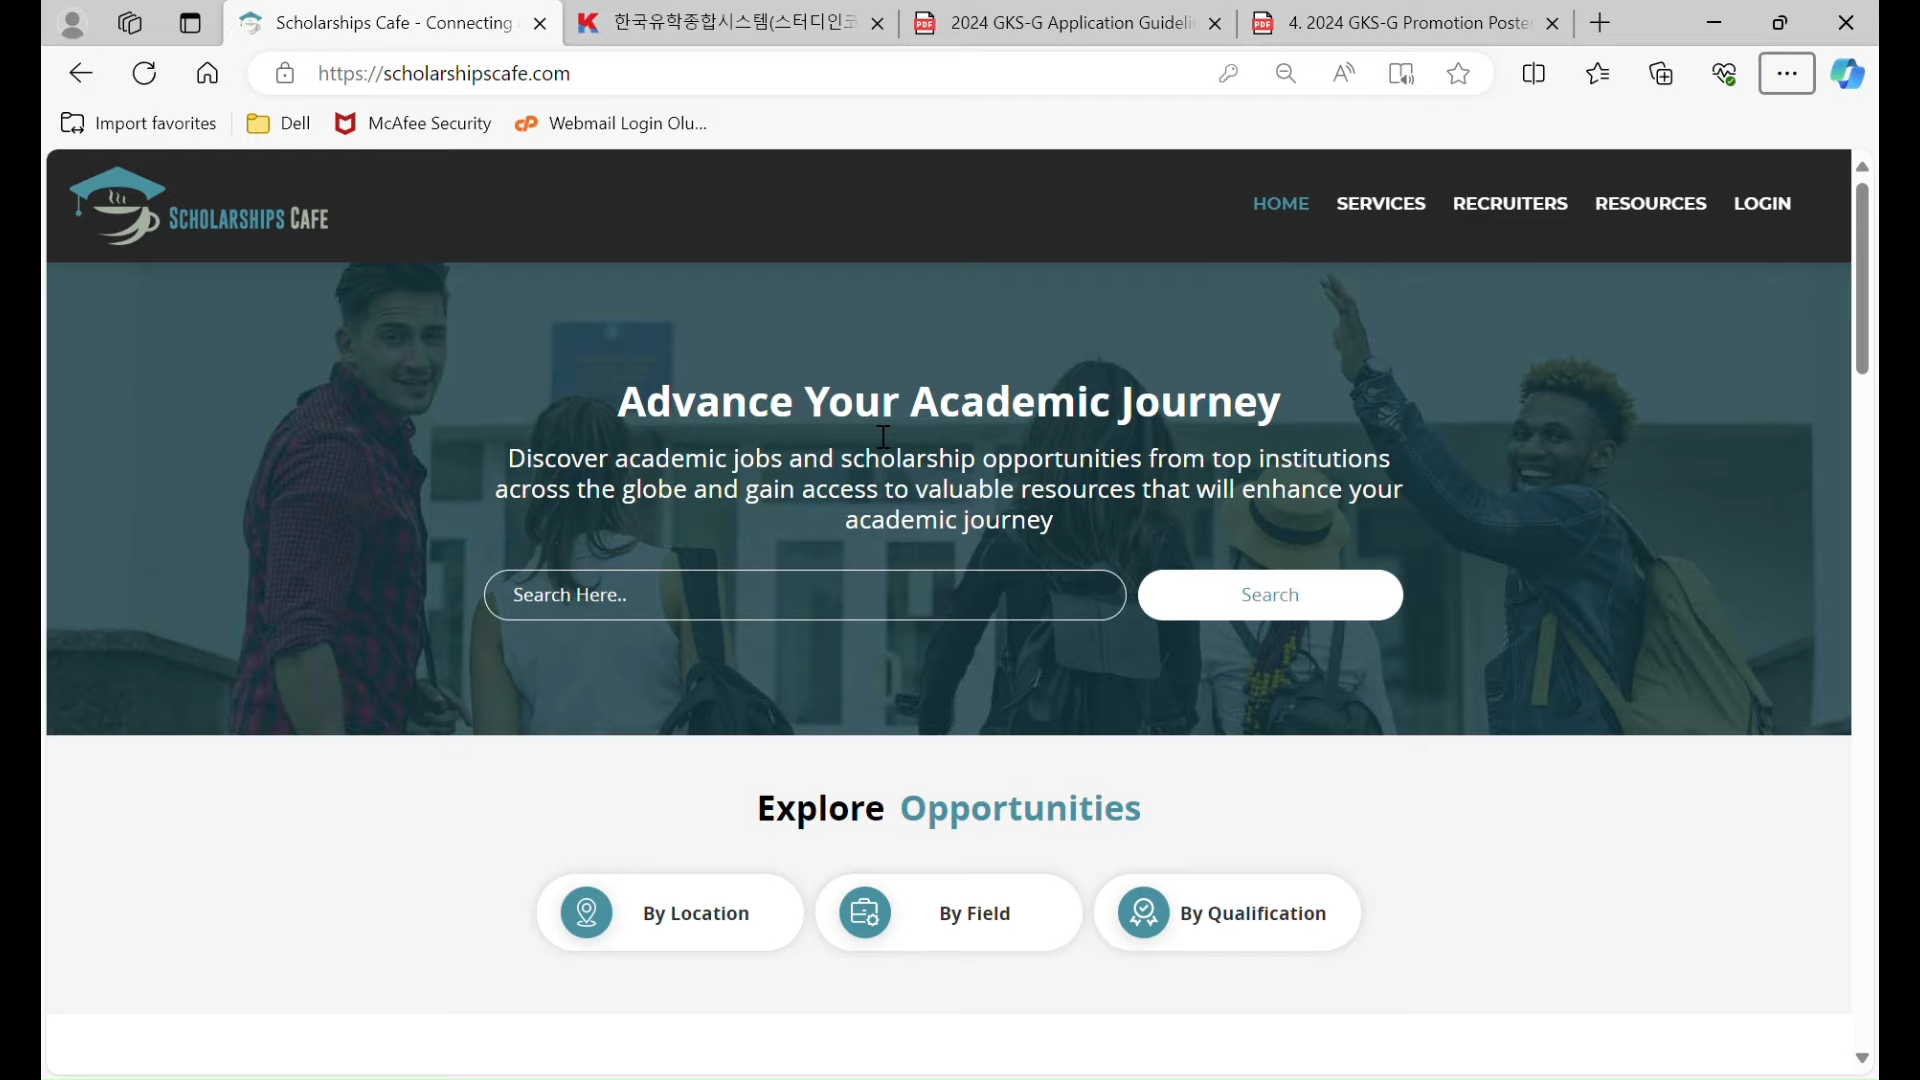 Scholarships Cafe - Connecting
한국유학종합시스템(스터디인코
2024 GKS-G Application Guideli
4. 2024 GKS-G Promotion Poste
https://scholarshipscafe.com
Import favorites
Dell
McAfee Security
Webmail Login Olu...
SCHOLARSHIPS CAFE
HOME
SERVICES
RECRUITERS
RESOURCES
LOGIN
Advance Your Academic Journey
Discover academic jobs and scholarship opportunities from top institutions
across the globe and gain access to valuable resources that will enhance your
academic journey
Search Here..
Search
Explore Opportunities
By Location
By Field
By Qualification